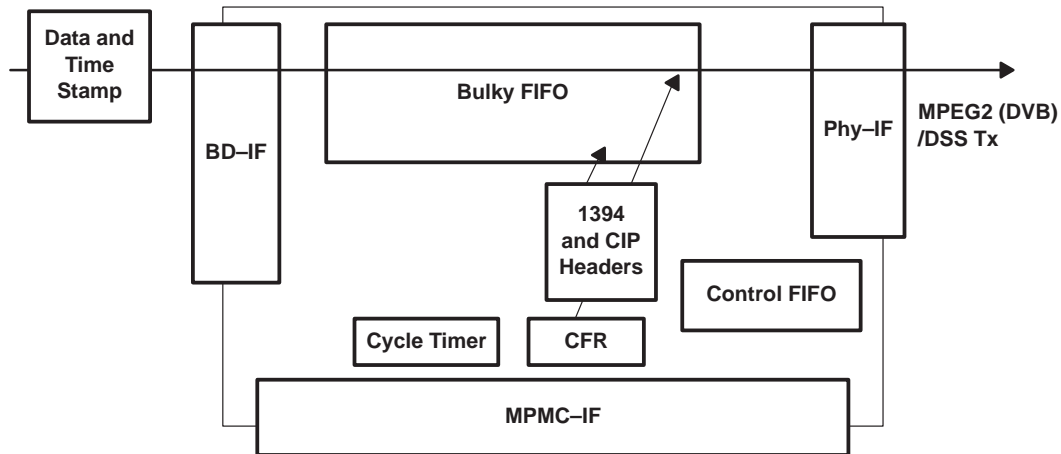 Data and
Time
Stamp
BD–IF
Bulky FIFO
Phy–IF
MPEG2 (DVB)
/DSS Tx
1394
and CIP
Headers
Control FIFO
Cycle Timer
CFR
MPMC–IF